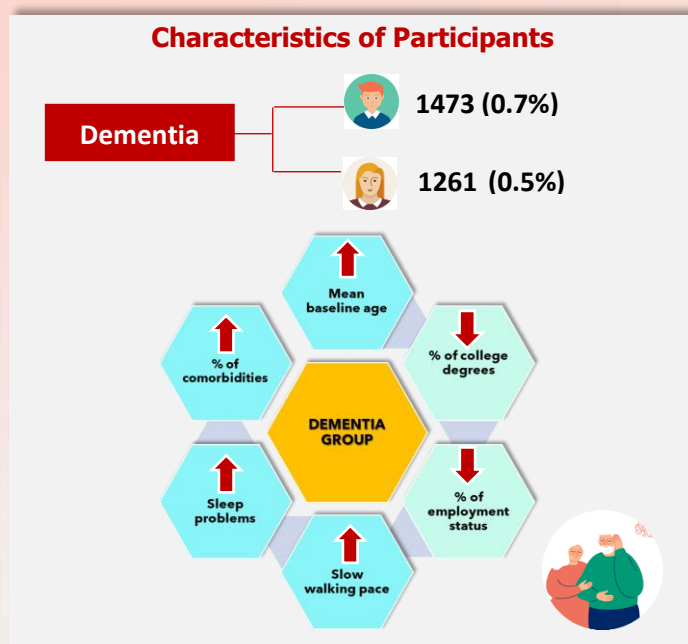 Characteristics of Participants
1473 (0.7%)
Dementia
1261 (0.5%)
Mean
baseline age
% of
comorbidities
% of college
degrees
DEMENTIA
GROUP
Sleep
problems
% of
employment
status
Slow
walking pace